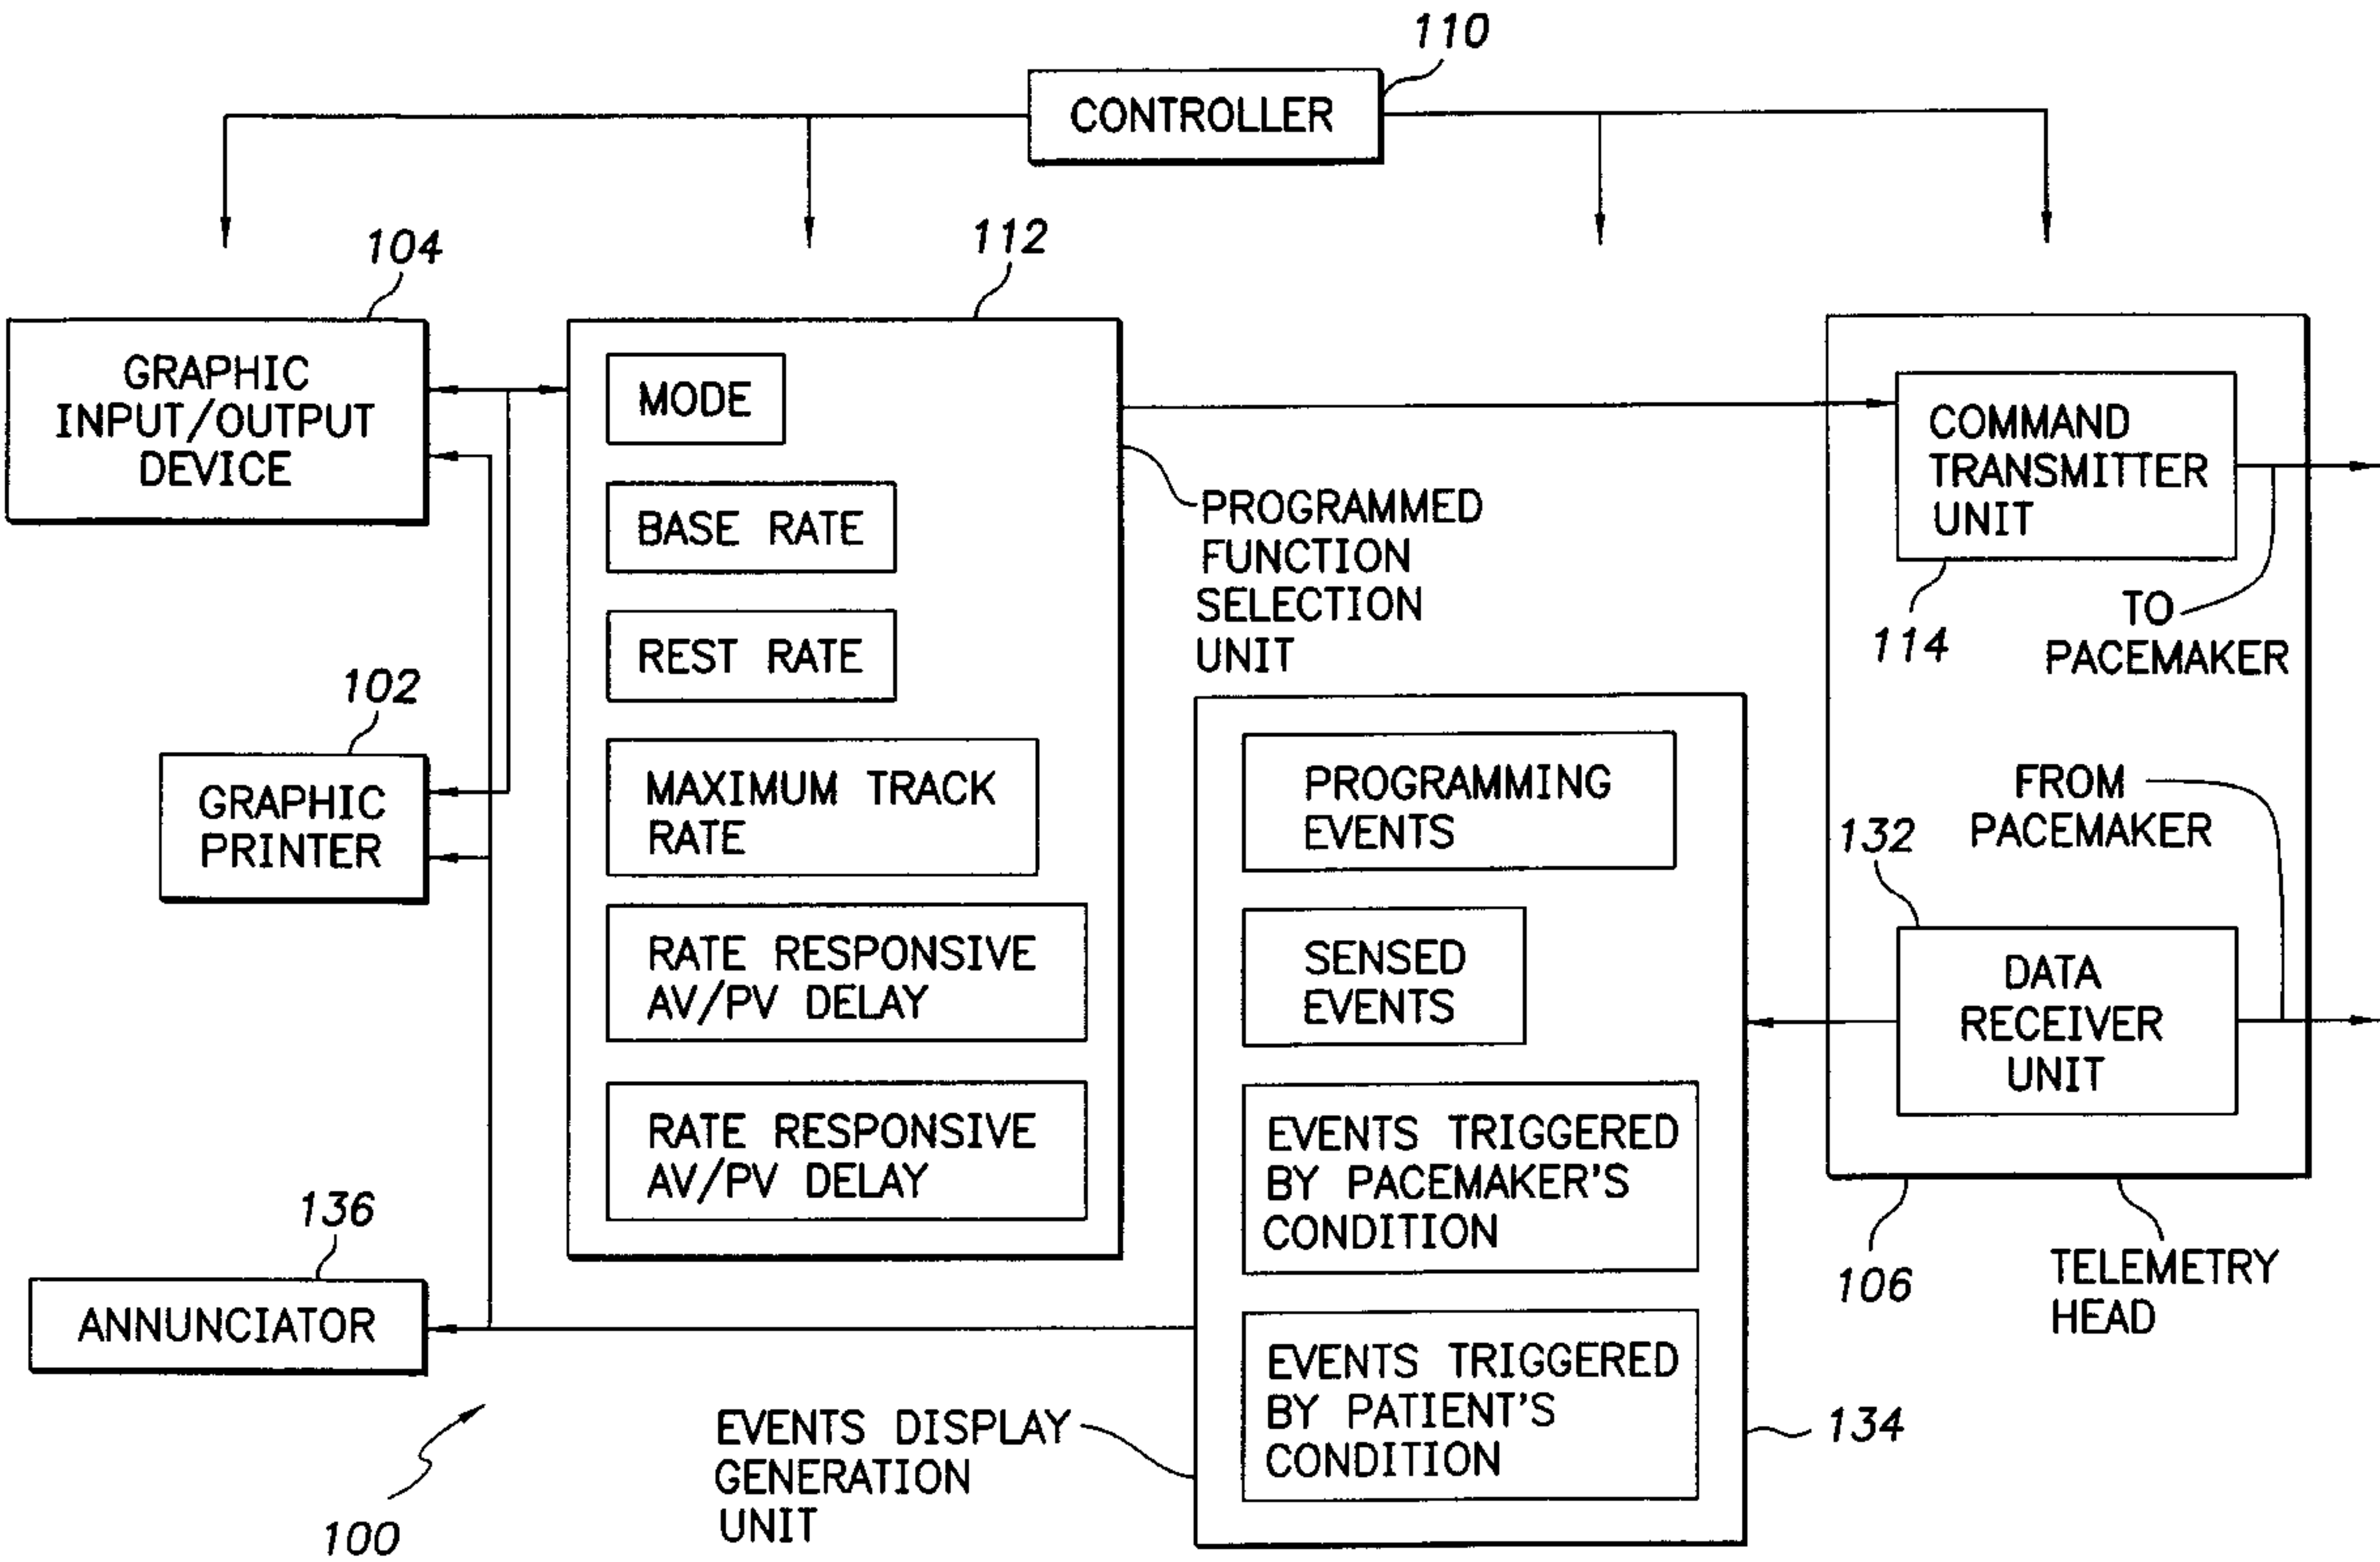 110
CONTROLLER
104
112
GRAPHIC
INPUT/OUTPUT
DEVICE
MODE
BASE RATE
REST RATE
MAXIMUM TRACK
RATE
RATE RESPONSIVE
AV/PV DELAY
RATE RESPONSIVE
AV/PV DELAY
PROGRAMMED
FUNCTION
SELECTION
UNIT
COMMAND
TRANSMITTER
UNIT
114
TO
PACEMAKER
102
GRAPHIC
PRINTER
PROGRAMMING
EVENTS
SENSED
EVENTS
EVENTS TRIGGERED
BY PACEMAKER'S
CONDITION
EVENTS TRIGGERED
BY PATIENT'S
CONDITION
FROM
PACEMAKER
132
DATA
RECEIVER
UNIT
106
TELEMETRY
HEAD
136
ANNUNCIATOR
EVENTS DISPLAY
GENERATION
UNIT
134
100